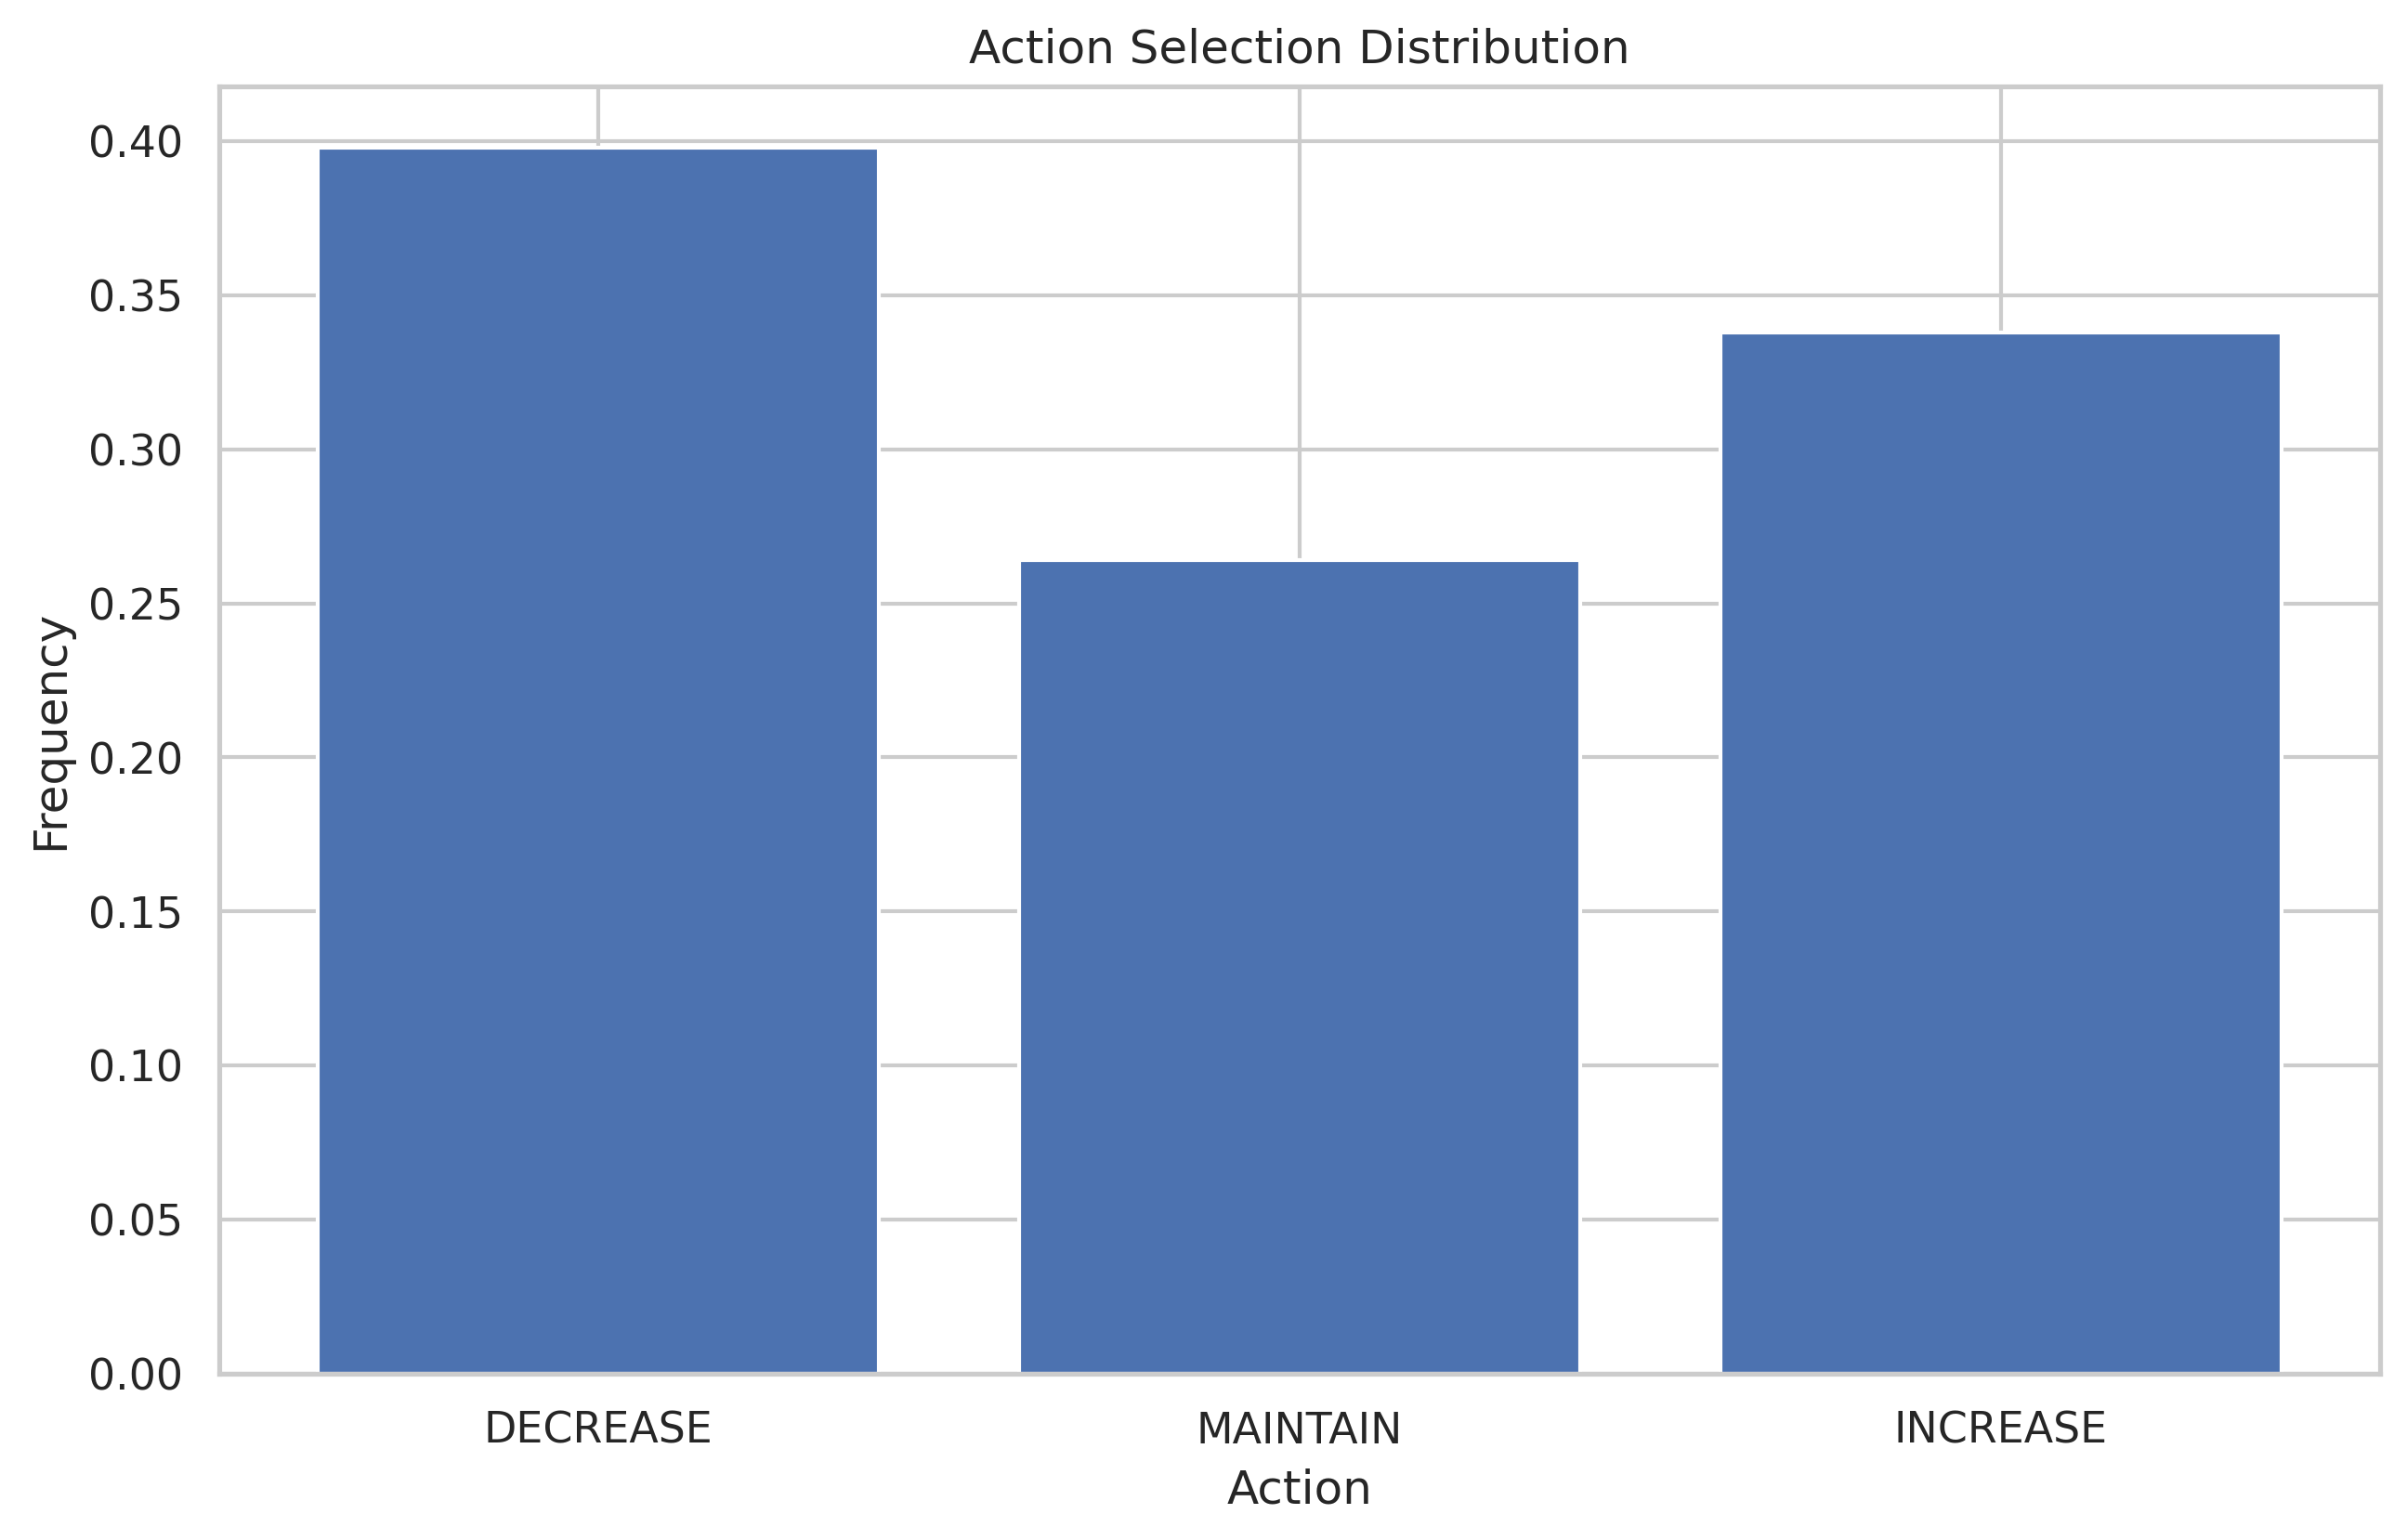 Action Selection Distribution
0.40
0.35
0.30
0.25
0.20
0.15
0.10
0.05
0.00
Frequency
DECREASE
MAINTAIN
INCREASE
Action